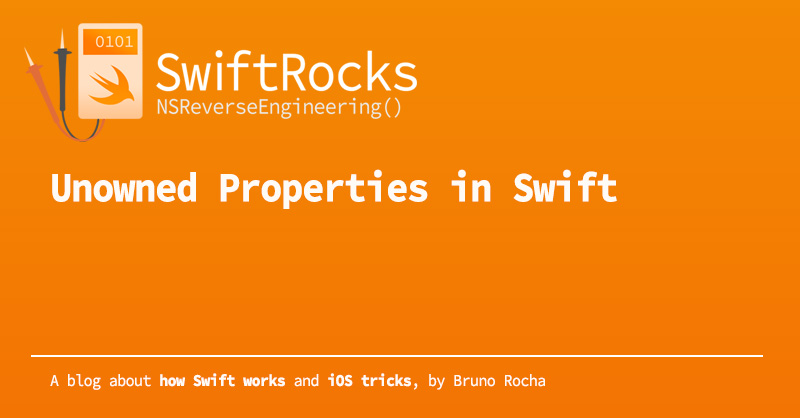 0101
SwiftRocks
NSReverseEngineering()
Unowned Properties in Swift
A blog about how Swift works and iOS tricks, by Bruno Rocha